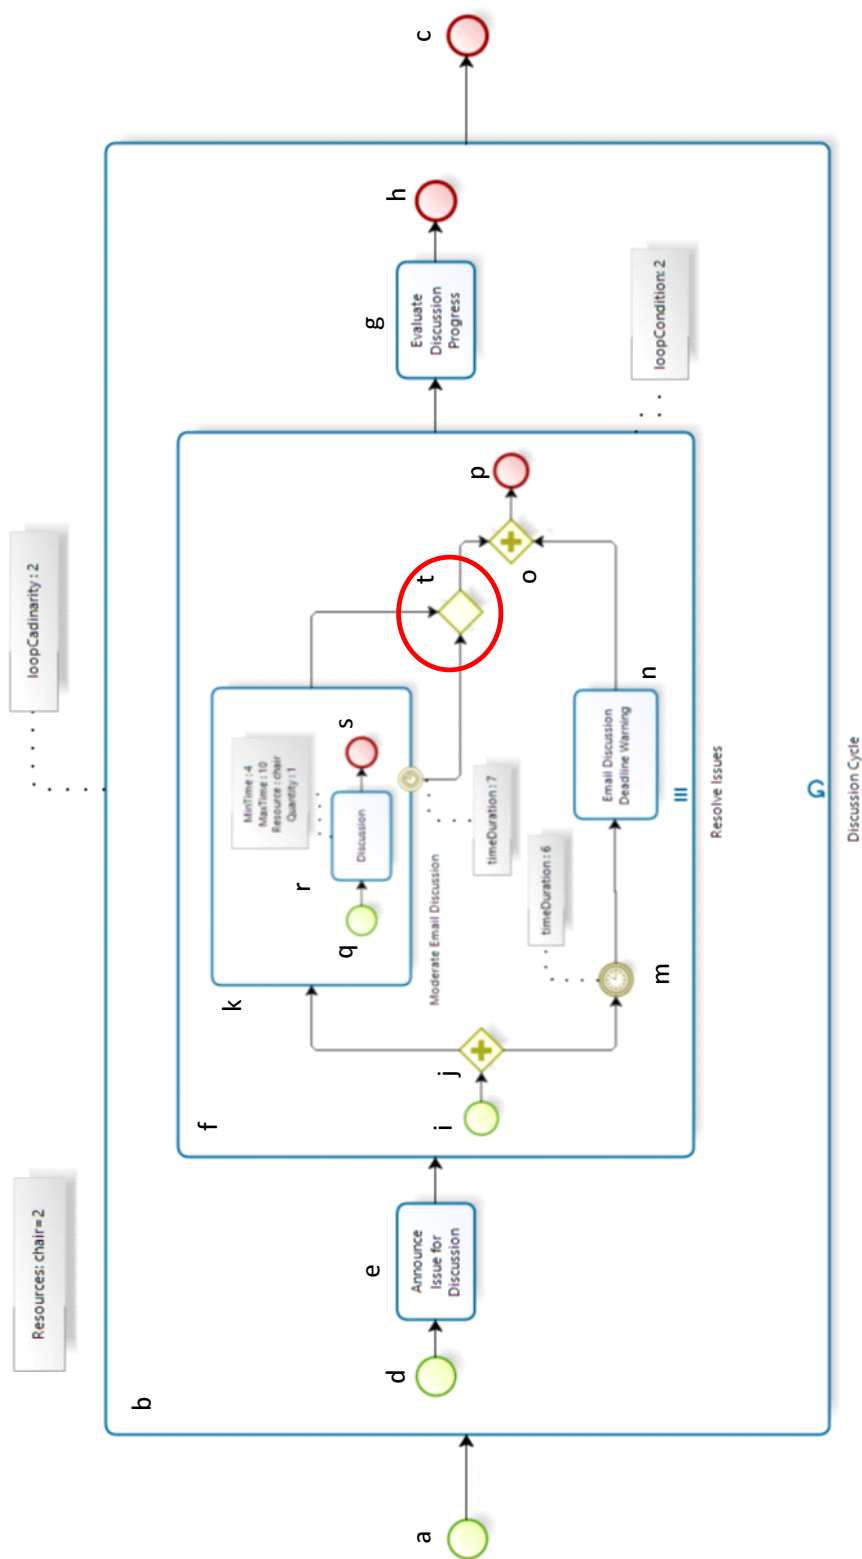 a
b
Resources: chair=2
d
e
Announce
Issue for
Discussion
f
i
j
k
q
r
Discussion
s
MinTime : 4
MaxTime : 10
Resource : chair
Quantity : 1
Moderate Email Discussion
timeDuration : 7
timeDuration : 6
m
Email Discussion
Deadline Warning
n
t
o
p
Resolve Issues
loopCadinarity : 2
loopCondition: 2
g
Evaluate
Discussion
Progress
h
Discussion Cycle
c